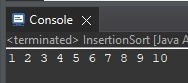 Console
<terminated> InsertionSort [Java A
1 2 3 4 5 6 7 8 9 10